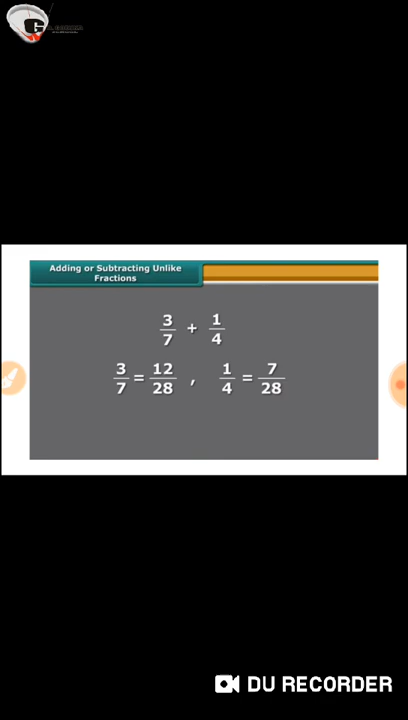 G
Adding or Subtracting Unlike
Fractions
3/7 + 1/4
3/7 = 12/28 , 1/4 = 7/28
DU RECORDER